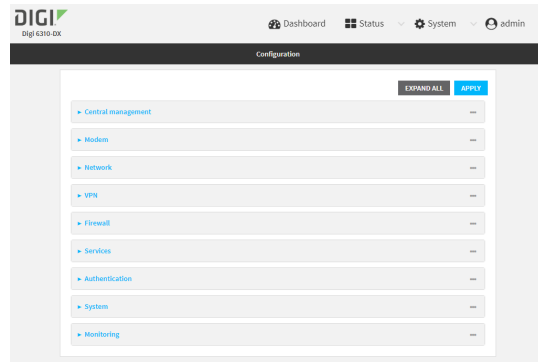 DIGI
Digi 6310-DX
Dashboard Status System admin
Configuration
EXPAND ALL APPLY
Central management
Modem
Network
VPN
Firewall
Services
Authentication
System
Monitoring